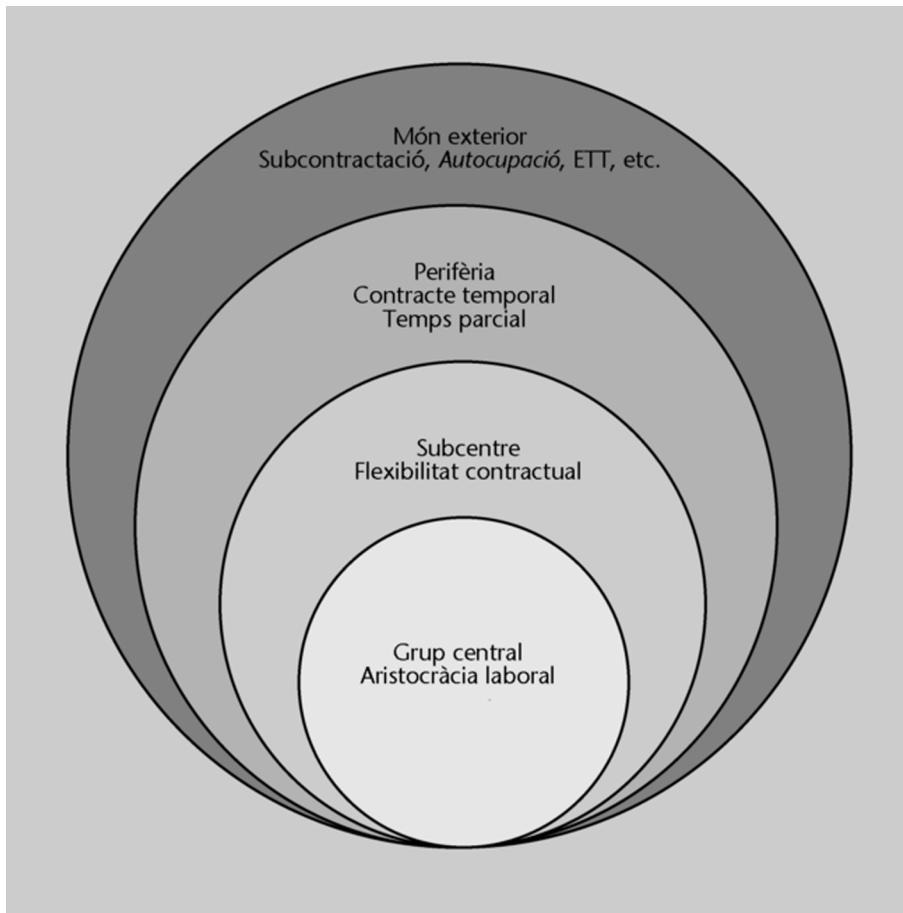 Món exterior
Subcontractació, Autocupació, ETT, etc.
Perifèria
Contracte temporal
Temps parcial
Subcentre
Flexibilitat contractual
Grup central
Aristocràcia laboral